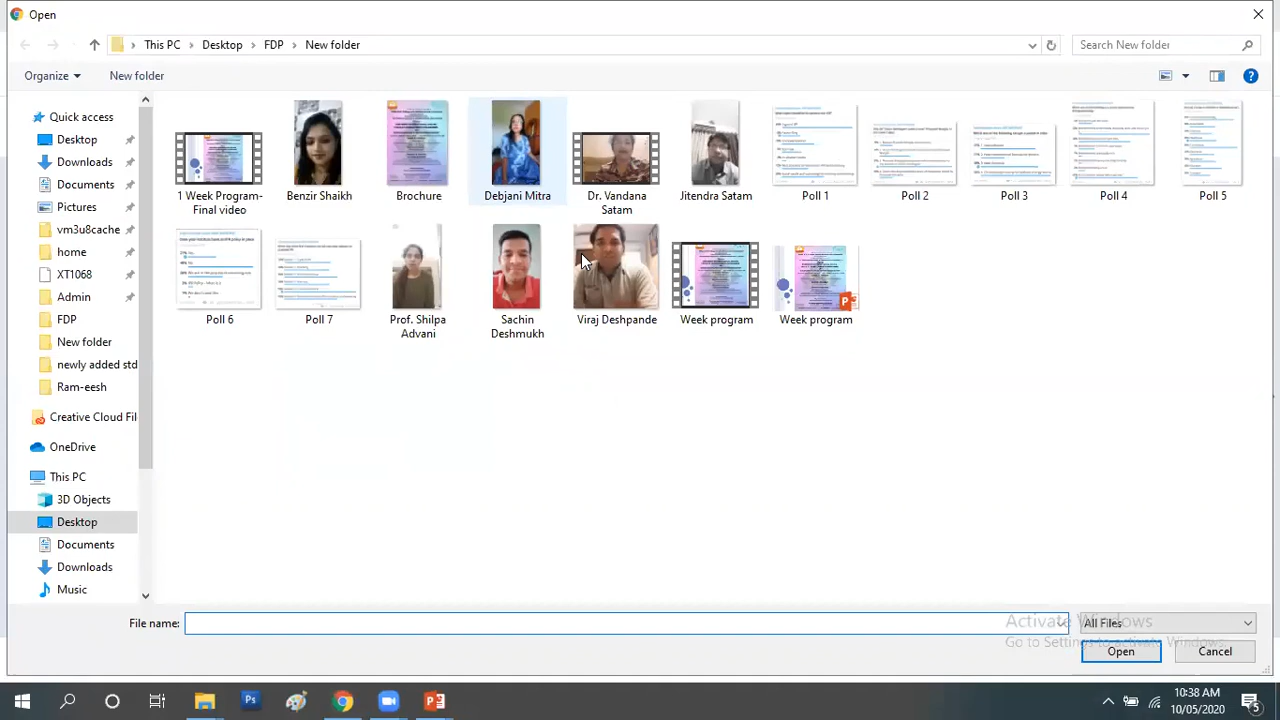 Open
This PC > Desktop > FDP > New folder
Search New folder
Organize
New folder
Quick access
Desktop
Downloads
Documents
Pictures
vm3ubcache
home
XT1068
admin
FDP
New folder
newly added std
Ram-eesh
Creative Cloud Fil
OneDrive
This PC
3D Objects
Desktop
Documents
Downloads
Music
1 Week Program-
Final video
Benzir Shaikh
Brochure
Debjani Mitra
Dr. Vandana
Satam
Jitendra Satam
Poll 1
Poll 2
Poll 3
Poll 4
Poll 5
Poll 6
Poll 7
Prof. Shilpa
Advani
Sachin
Deshmukh
Viraj Deshpande
Week program
Week program
File name:
All Files
Activate Windows
Go to Settings to activate Windows.
Open
Cancel
10:38 AM
10/05/2020
5